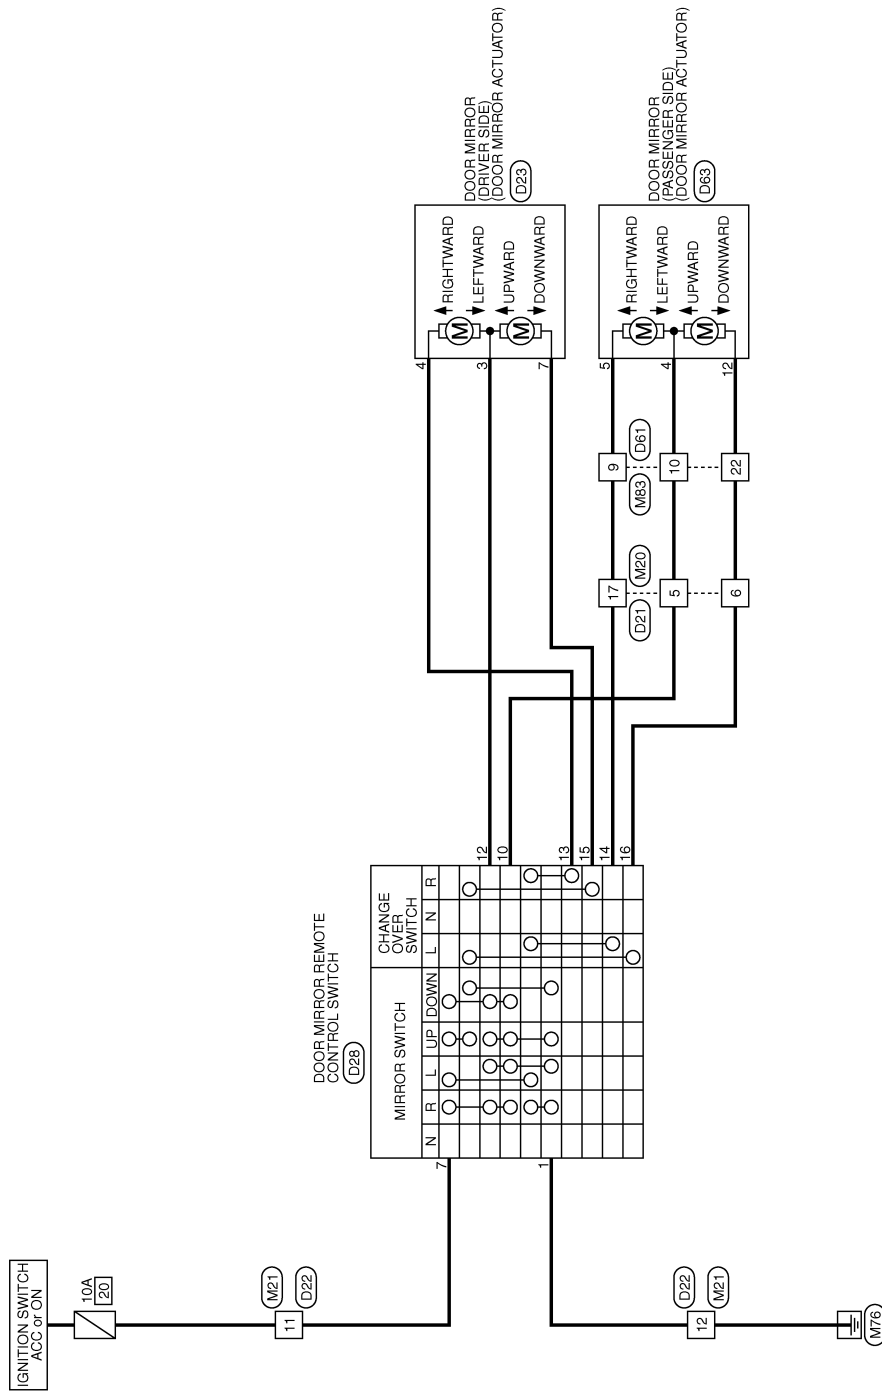 IGNITION SWITCH
ACC or ON
10A
20
M21
11
D22
DOOR MIRROR REMOTE
CONTROL SWITCH
D28
7
1
MIRROR SWITCH
N
R
L
UP
DOWN
CHANGE
OVER
SWITCH
L
N
R
12
10
13
15
14
16
D22
12
M21
M76
DOOR MIRROR
(DRIVER SIDE)
(DOOR MIRROR ACTUATOR)
D23
4
3
7
M
RIGHTWARD
LEFTWARD
M
UPWARD
DOWNWARD
17
5
6
D21
M20
9
10
22
M83
D61
DOOR MIRROR
(PASSENGER SIDE)
(DOOR MIRROR ACTUATOR)
D63
5
4
12
M
RIGHTWARD
LEFTWARD
M
UPWARD
DOWNWARD